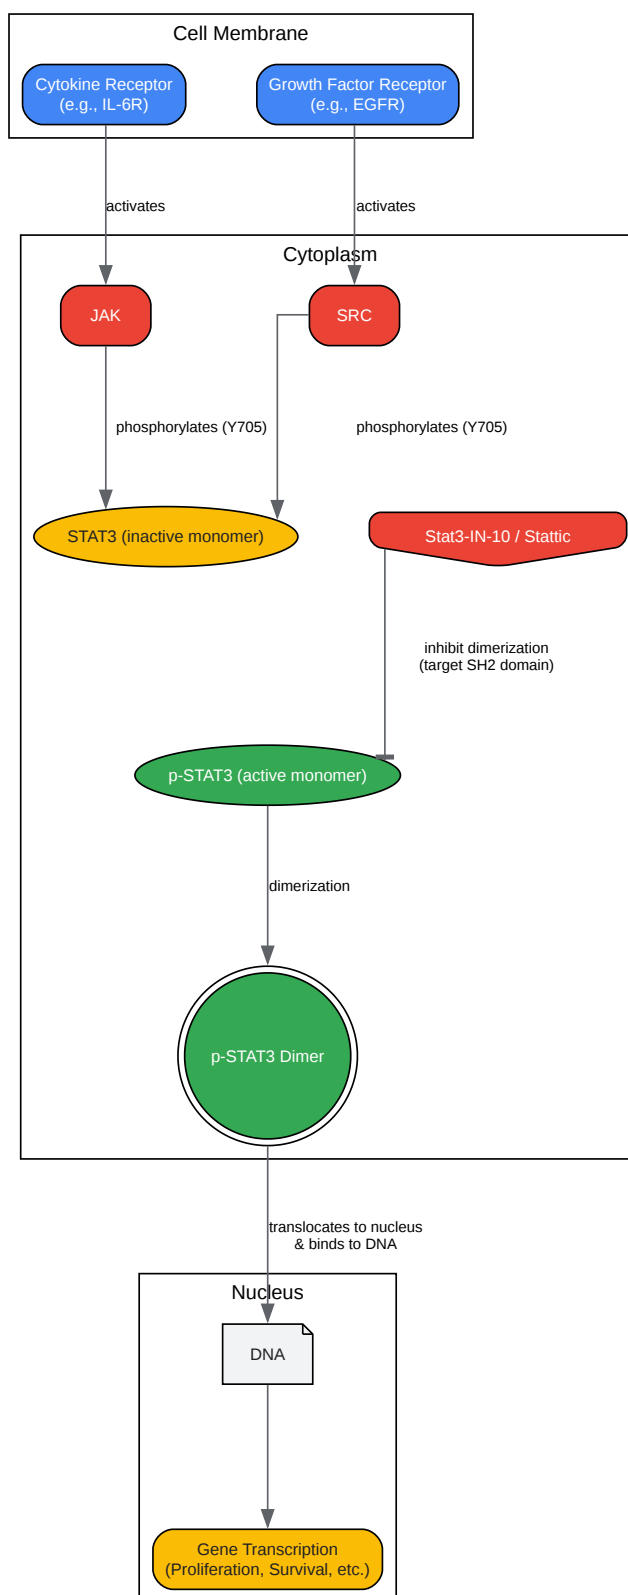 Cell Membrane
Cytokine Receptor
(e.g., IL-6R)
Growth Factor Receptor
(e.g., EGFR)
activates
activates
Cytoplasm
JAK
SRC
phosphorylates (Y705)
phosphorylates (Y705)
STAT3 (inactive monomer)
Stat3-IN-10 / Stattic
inhibit dimerization
(target SH2 domain)
p-STAT3 (active monomer)
dimerization
p-STAT3 Dimer
translocates to nucleus
& binds to DNA
Nucleus
DNA
Gene Transcription
(Proliferation, Survival, etc.)